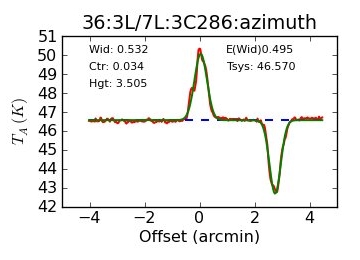 36:3L/7L:3C286:azimuth
Wid: 0.532 E(Wid)0.495
Ctr: 0.034 Tsys: 46.570
Hgt: 3.505
T_A (K)
51
50
49
48
47
46
45
44
43
42
−4 −2 0 2 4
Offset (arcmin)